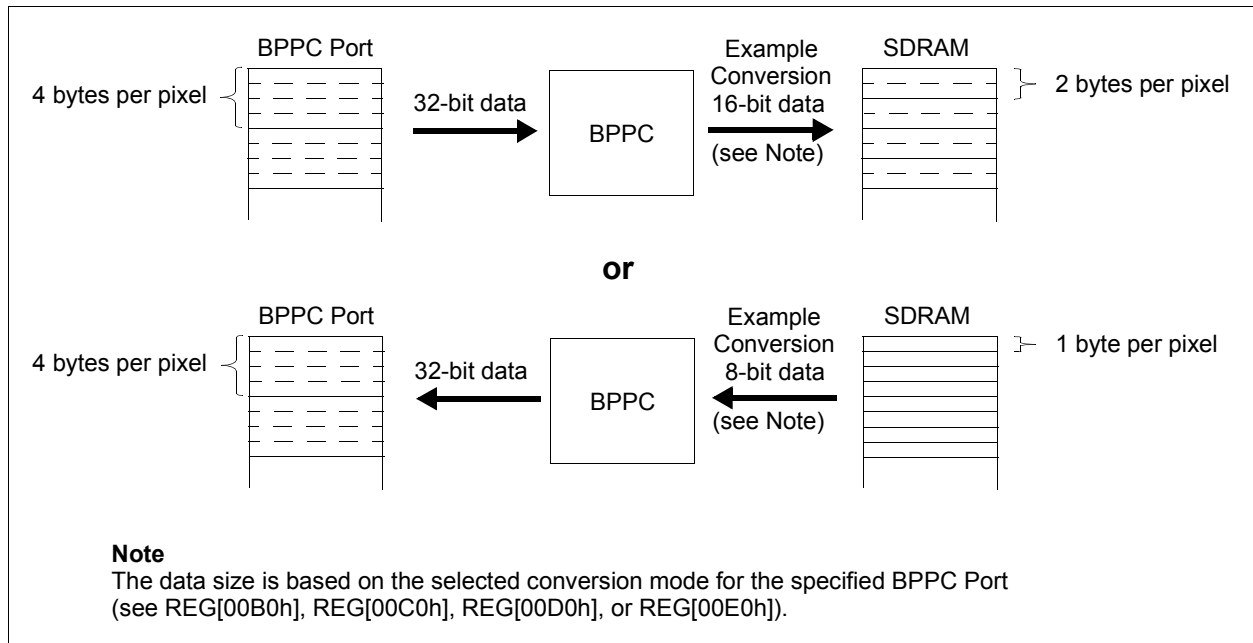 BPPC Port
4 bytes per pixel
32-bit data
BPPC
Example
Conversion
16-bit data
(see Note)
SDRAM
2 bytes per pixel
or
BPPC Port
4 bytes per pixel
32-bit data
BPPC
Example
Conversion
8-bit data
(see Note)
SDRAM
1 byte per pixel
Note
The data size is based on the selected conversion mode for the specified BPPC Port
(see REG[00B0h], REG[00C0h], REG[00D0h], or REG[00E0h]).